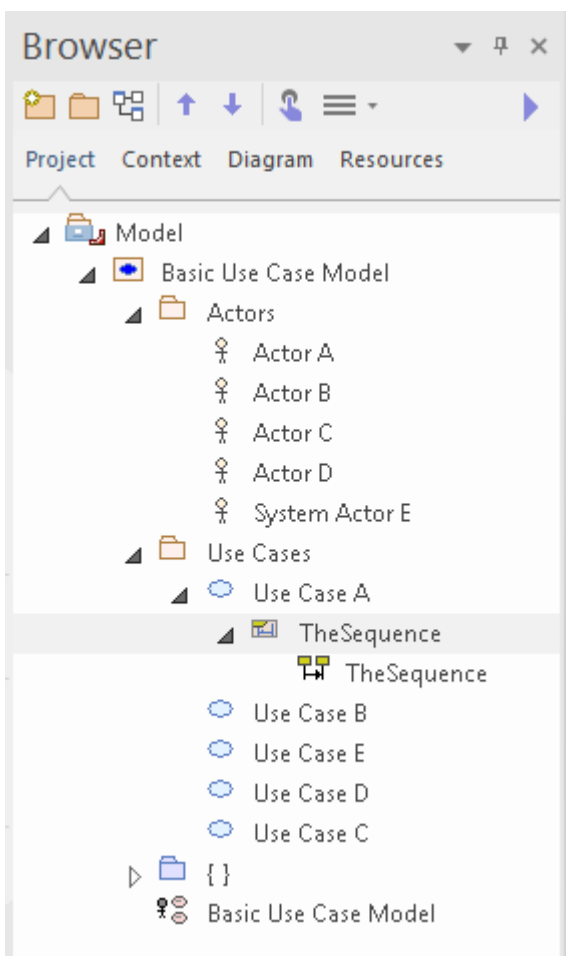 Browser
Project Context Diagram Resources
Model
Basic Use Case Model
Actors
Actor A
Actor B
Actor C
Actor D
System Actor E
Use Cases
Use Case A
TheSequence
TheSequence
Use Case B
Use Case E
Use Case D
Use Case C
{ }
Basic Use Case Model